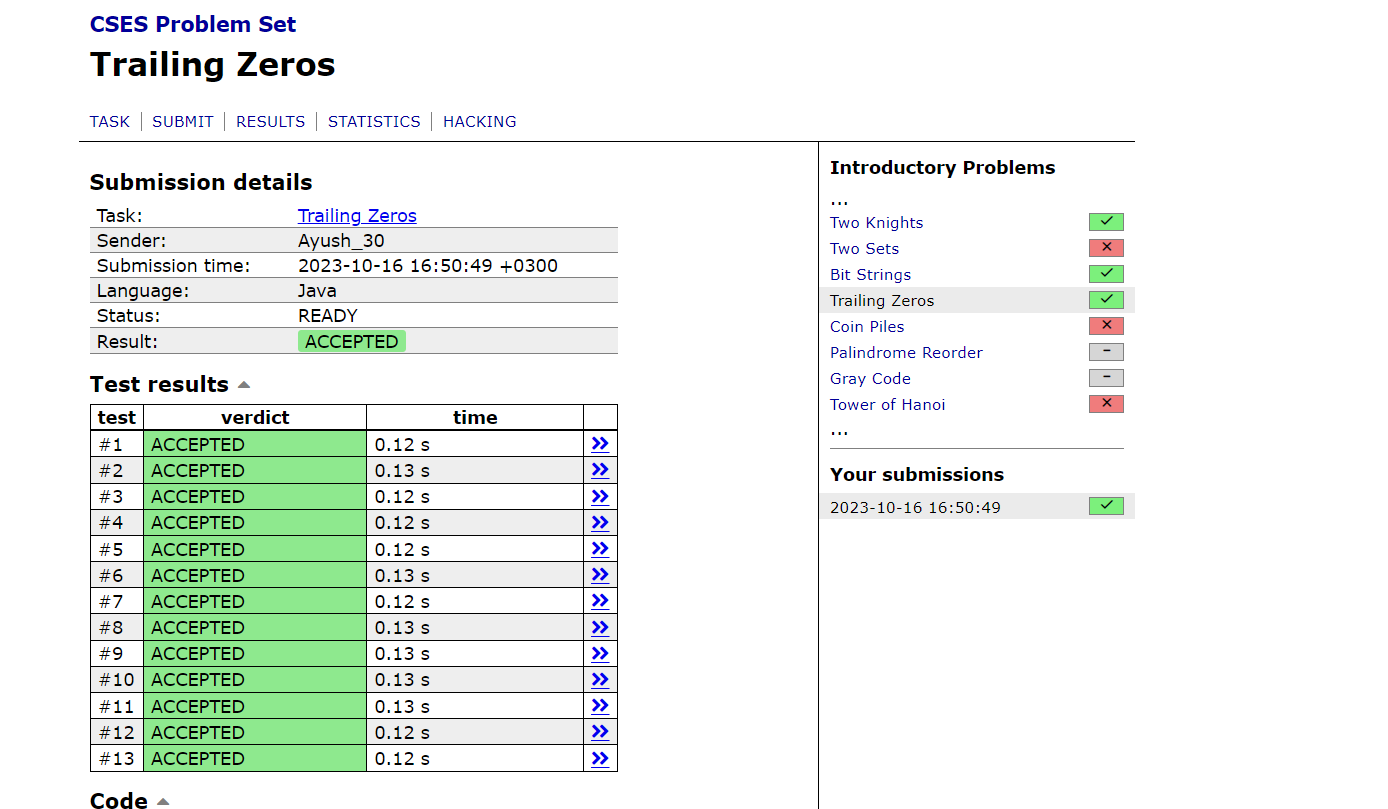 CSES Problem Set
Trailing Zeros
TASK | SUBMIT | RESULTS | STATISTICS | HACKING
Submission details
Task: Trailing Zeros
Sender: Ayush_30
Submission time: 2023-10-16 16:50:49 +0300
Language: Java
Status: READY
Result: ACCEPTED
Test results
test verdict time
#1 ACCEPTED 0.12 s »
#2 ACCEPTED 0.13 s »
#3 ACCEPTED 0.12 s »
#4 ACCEPTED 0.12 s »
#5 ACCEPTED 0.12 s »
#6 ACCEPTED 0.13 s »
#7 ACCEPTED 0.12 s »
#8 ACCEPTED 0.13 s »
#9 ACCEPTED 0.13 s »
#10 ACCEPTED 0.13 s »
#11 ACCEPTED 0.13 s »
#12 ACCEPTED 0.12 s »
#13 ACCEPTED 0.12 s »
Code
Introductory Problems
...
Two Knights ✓
Two Sets ✕
Bit Strings ✓
Trailing Zeros ✓
Coin Piles ✕
Palindrome Reorder –
Gray Code –
Tower of Hanoi ✕
...
Your submissions
2023-10-16 16:50:49 ✓